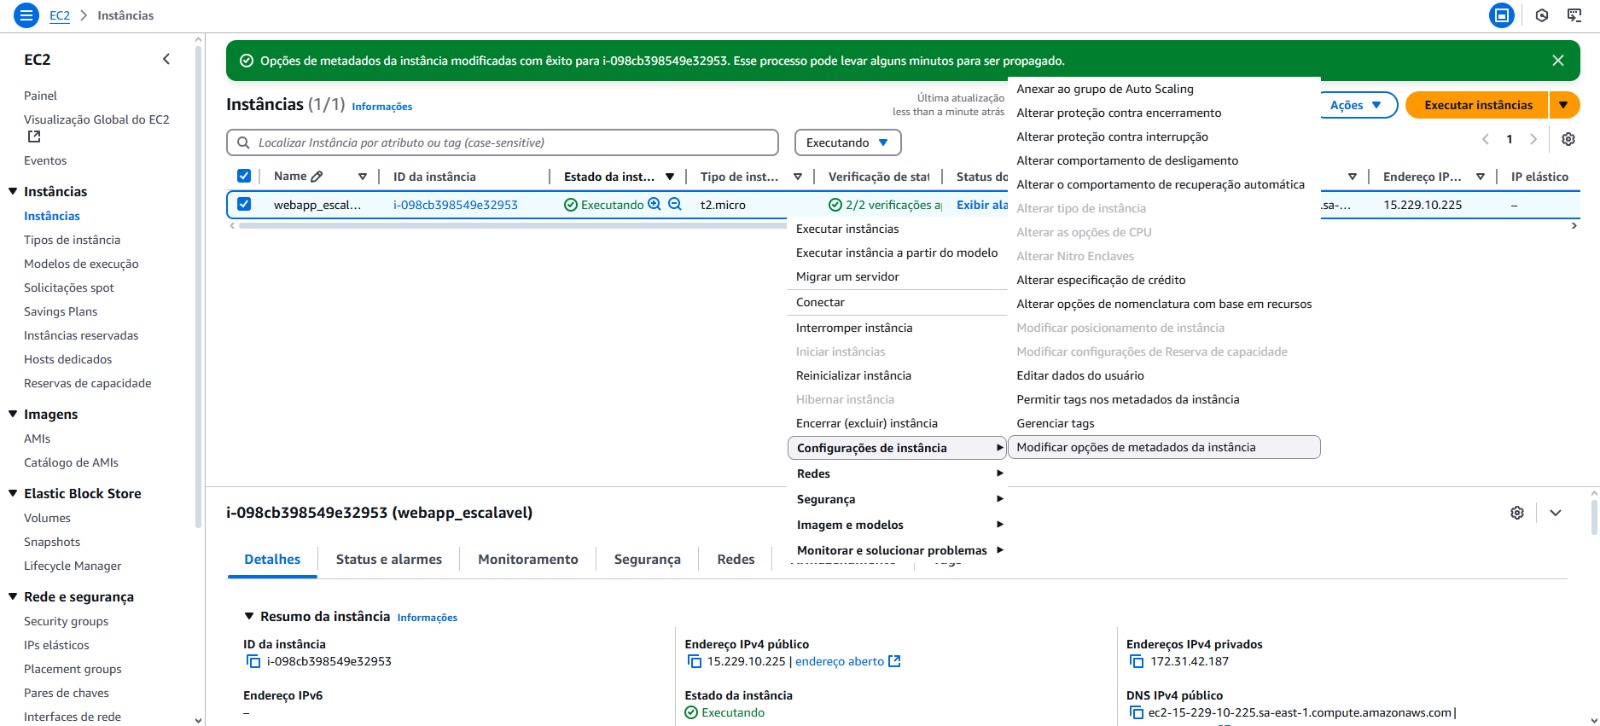 EC2 > Instâncias
EC2
Painel
Visualização Global do EC2
Eventos
Instâncias
Instâncias
Tipos de instância
Modelos de execução
Solicitações spot
Savings Plans
Instâncias reservadas
Hosts dedicados
Reservas de capacidade
Imagens
AMIs
Catálogo de AMIs
Elastic Block Store
Volumes
Snapshots
Lifecycle Manager
Rede e segurança
Security groups
IPs elásticos
Placement groups
Pares de chaves
Interfaces de rede
Opções de metadados da instância modificadas com êxito para i-098cb398549e32953. Esse processo pode levar alguns minutos para ser propagado.
Instâncias (1/1) Informações
Última atualização
less than a minute atrás
Ações
Executar instâncias
Localizar Instância por atributo ou tag (case-sensitive)
Executando
1
Name ID da instância Estado da inst... Tipo de inst... Verificação de stat Status do Endereço IP... IP elástico
webapp_escal... i-098cb398549e32953 Executando t2.micro 2/2 verificações a Exibir ala .sa-... 15.229.10.225 –
Executar instâncias
Executar instância a partir do modelo
Migrar um servidor
Conectar
Interromper instância
Iniciar instâncias
Reinicializar instância
Hibernar instância
Encerrar (excluir) instância
Configurações de instância
Redes
Segurança
Imagem e modelos
Monitorar e solucionar problemas
Anexar ao grupo de Auto Scaling
Alterar proteção contra encerramento
Alterar proteção contra interrupção
Alterar comportamento de desligamento
Alterar o comportamento de recuperação automática
Alterar tipo de instância
Alterar as opções de CPU
Alterar Nitro Enclaves
Alterar especificação de crédito
Alterar opções de nomenclatura com base em recursos
Modificar posicionamento de instância
Modificar configurações de Reserva de capacidade
Editar dados do usuário
Permitir tags nos metadados da instância
Gerenciar tags
Modificar opções de metadados da instância
i-098cb398549e32953 (webapp_escalavel)
Detalhes Status e alarmes Monitoramento Segurança Redes
Resumo da instância Informações
ID da instância
i-098cb398549e32953
Endereço IPv6
–
Endereço IPv4 público
15.229.10.225 | endereço aberto
Estado da instância
Executando
Endereços IPv4 privados
172.31.42.187
DNS IPv4 público
ec2-15-229-10-225.sa-east-1.compute.amazonaws.com |